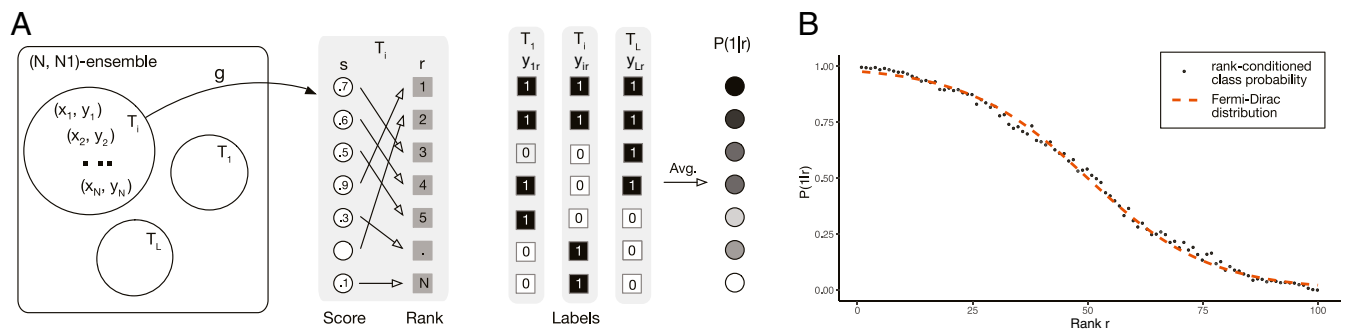 A
(N, N1)-ensemble
g
(x1, y1)
Ti
(x2, y2)
(xN, yN)
T1
TL
Ti
s r
.7 1
.6 2
.5 3
.9 4
.3 5
.
.1 N
Score Rank
T1 Ti TL
y1r yir yLr
1 1 1
1 1 1
0 0 1
1 0 1
1 0 0
0 1 0
0 1 0
Labels
Avg.
P(1|r)
B
1.00
0.75
0.50
0.25
0.00
P(1|r)
0 25 50 75 100
Rank r
rank-conditioned
class probability
Fermi-Dirac
distribution